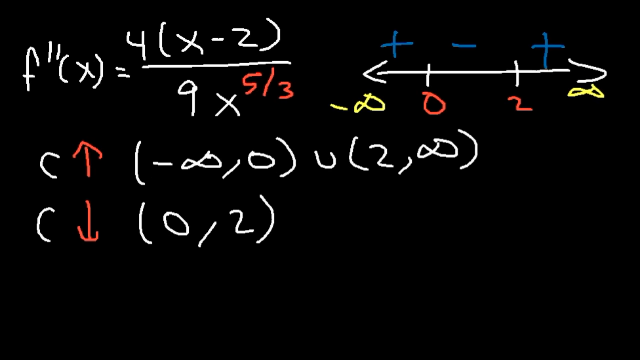 f''(x) = 4(x-2) / 9x^5/3
+ - +
-∞ 0 2 ∞
C ↑ (-∞, 0) ∪ (2, ∞)
C ↓ (0, 2)